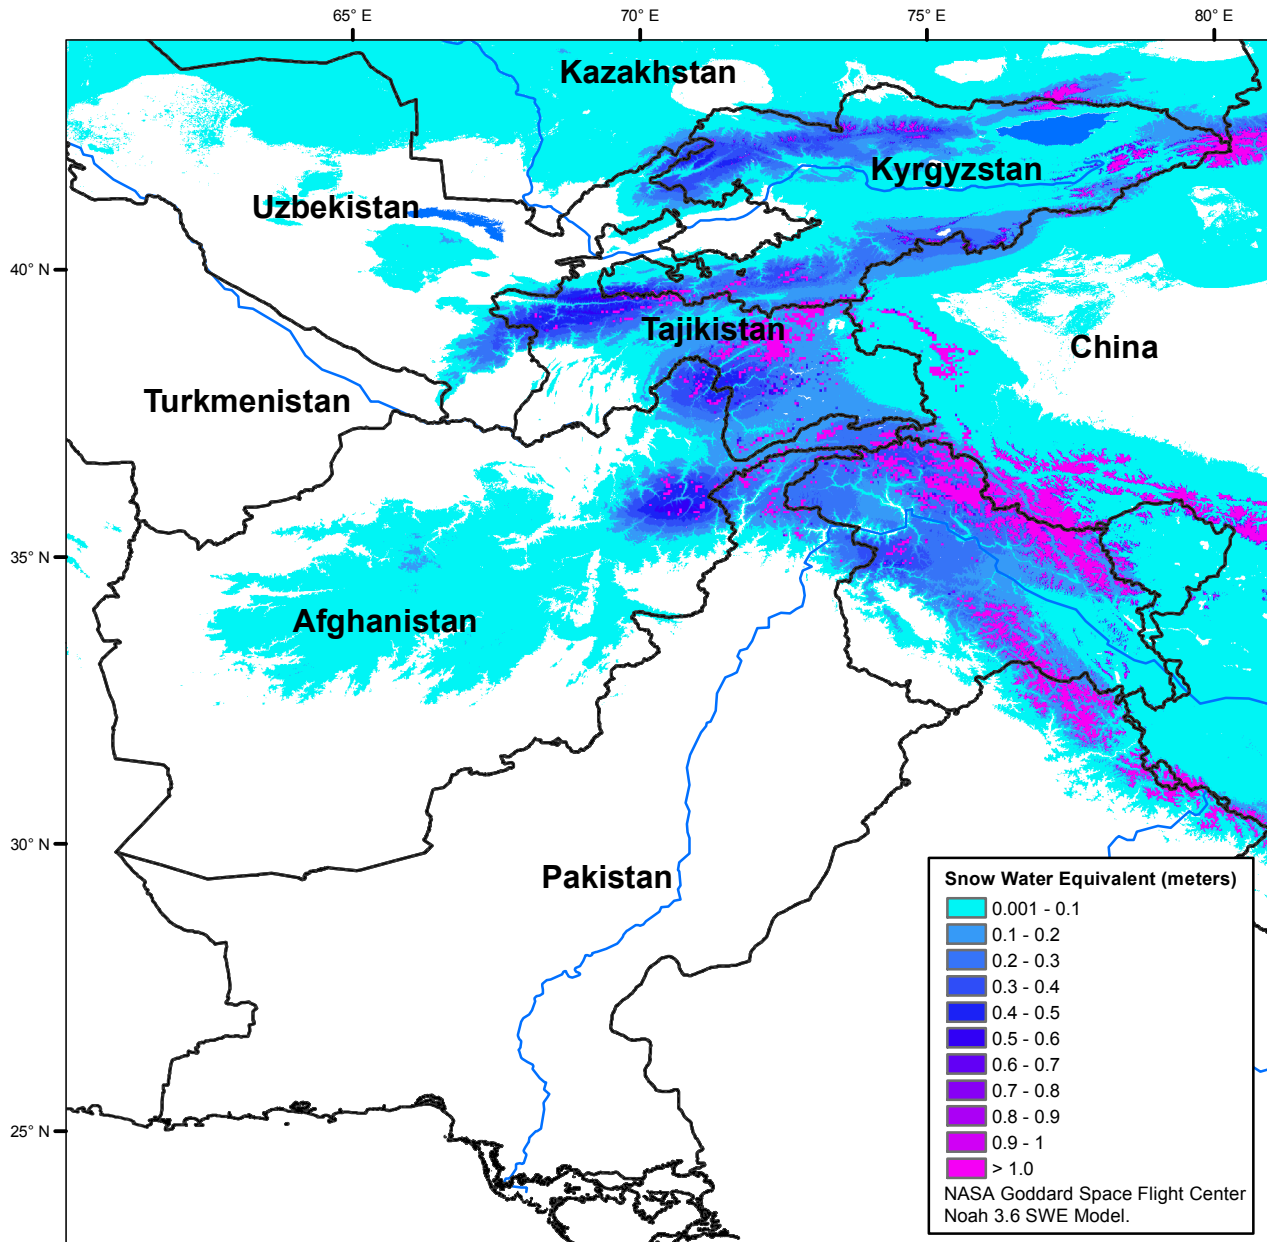 65° E
70° E
75° E
80° E
Kazakhstan
Kyrgyzstan
Uzbekistan
40° N
Tajikistan
China
Turkmenistan
35° N
Afghanistan
30° N
Pakistan
25° N
Snow Water Equivalent (meters)
0.001 - 0.1
0.1 - 0.2
0.2 - 0.3
0.3 - 0.4
0.4 - 0.5
0.5 - 0.6
0.6 - 0.7
0.7 - 0.8
0.8 - 0.9
0.9 - 1
> 1.0
NASA Goddard Space Flight Center
Noah 3.6 SWE Model.